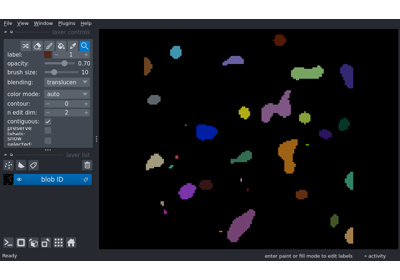 File View Window Plugins Help
layer controls
label: 1
opacity: 0.70
brush size: 10
blending: translucen
color mode: auto
contour: 0
n edit dim: 2
contiguous:
preserve
labels:
show
selected:
layer list
blob ID
Ready enter paint or fill mode to edit labels activity